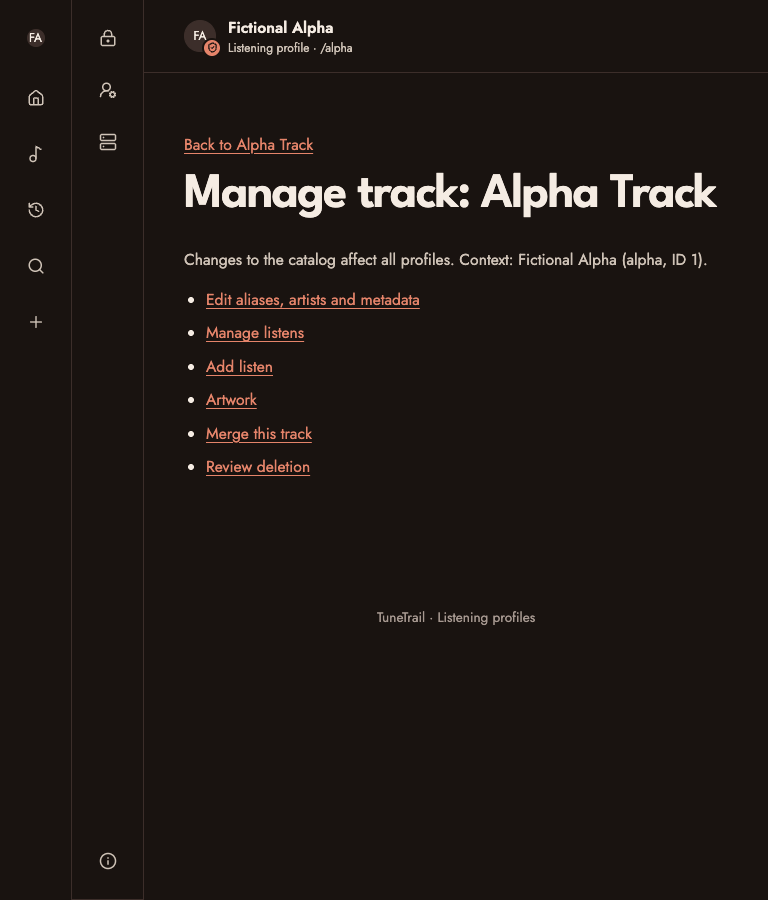 FA
FA
Fictional Alpha
Listening profile · /alpha
Back to Alpha Track
Manage track: Alpha Track
Changes to the catalog affect all profiles. Context: Fictional Alpha (alpha, ID 1).
Edit aliases, artists and metadata
Manage listens
Add listen
Artwork
Merge this track
Review deletion
TuneTrail · Listening profiles